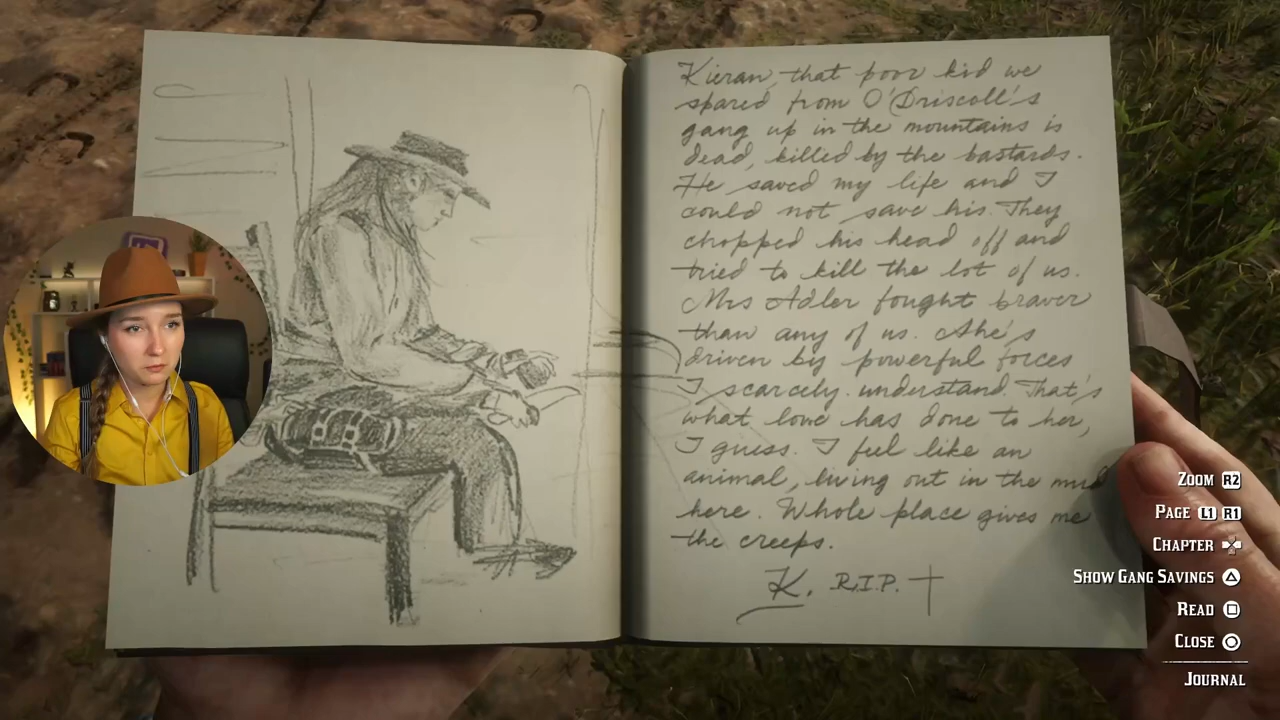 Kieran, that poor kid we
spared from O'Driscoll's
gang up in the mountains is
dead, killed by the bastards.
He saved my life and I
could not save his. They
chopped his head off and
tried to kill the lot of us.
Mrs Adler fought braver
than any of us. She's
driven by powerful forces
I scarcely understand. That's
what love has done to her,
I guess. I feel like an
animal, living out in the mud
here. Whole place gives me
the creeps.
K. R.I.P.
ZOOM R2
PAGE L1 R1
CHAPTER
SHOW GANG SAVINGS
READ
CLOSE
JOURNAL